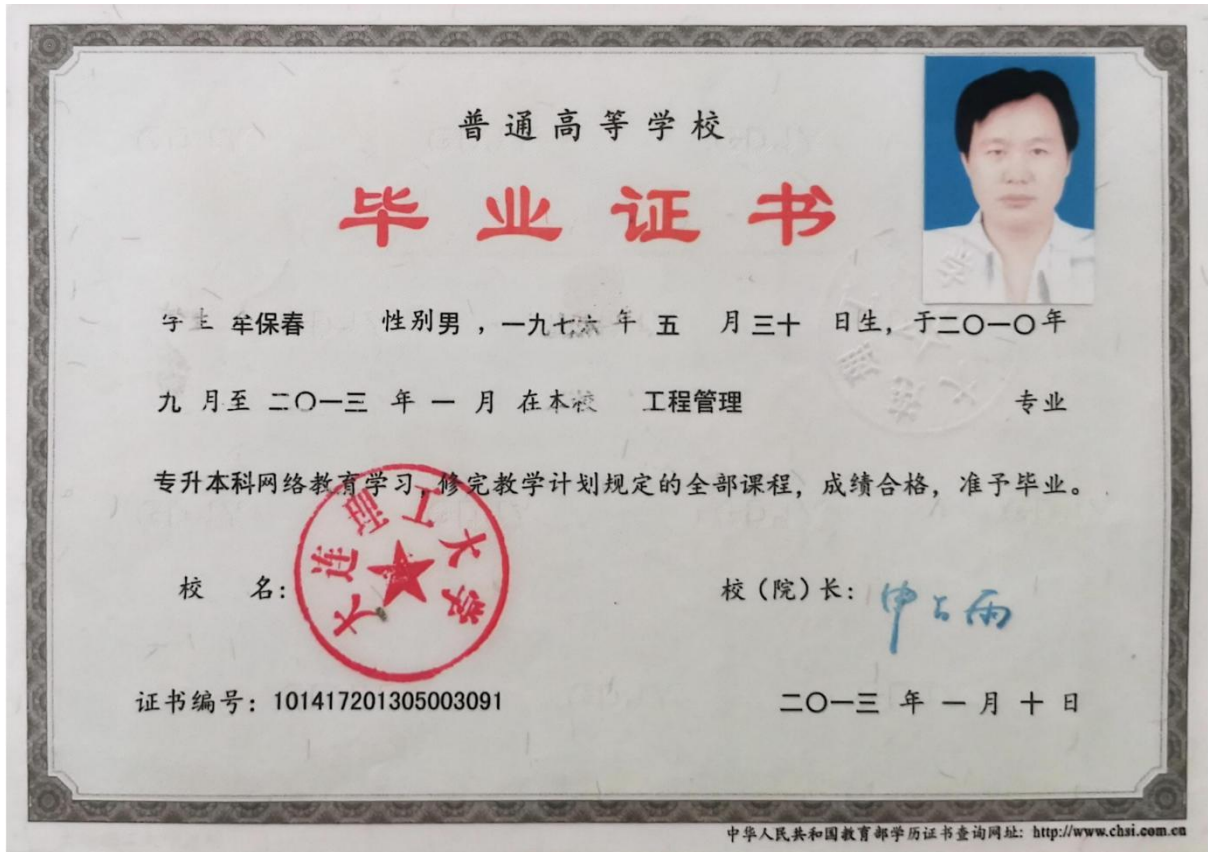 普通高等学校
毕业证书
学生 牟保春 性别男，一九七六年 五 月三十 日生，于二〇一〇年
九 月至 二〇一三 年 一 月 在本校 工程管理 专业
专升本科网络教育学习，修完教学计划规定的全部课程，成绩合格，准予毕业。
校 名：
大连理工大学
校（院）长：
证书编号：101417201305003091
二〇一三 年 一 月 十 日
中华人民共和国教育部学历证书查询网址：http://www.chsi.com.cn